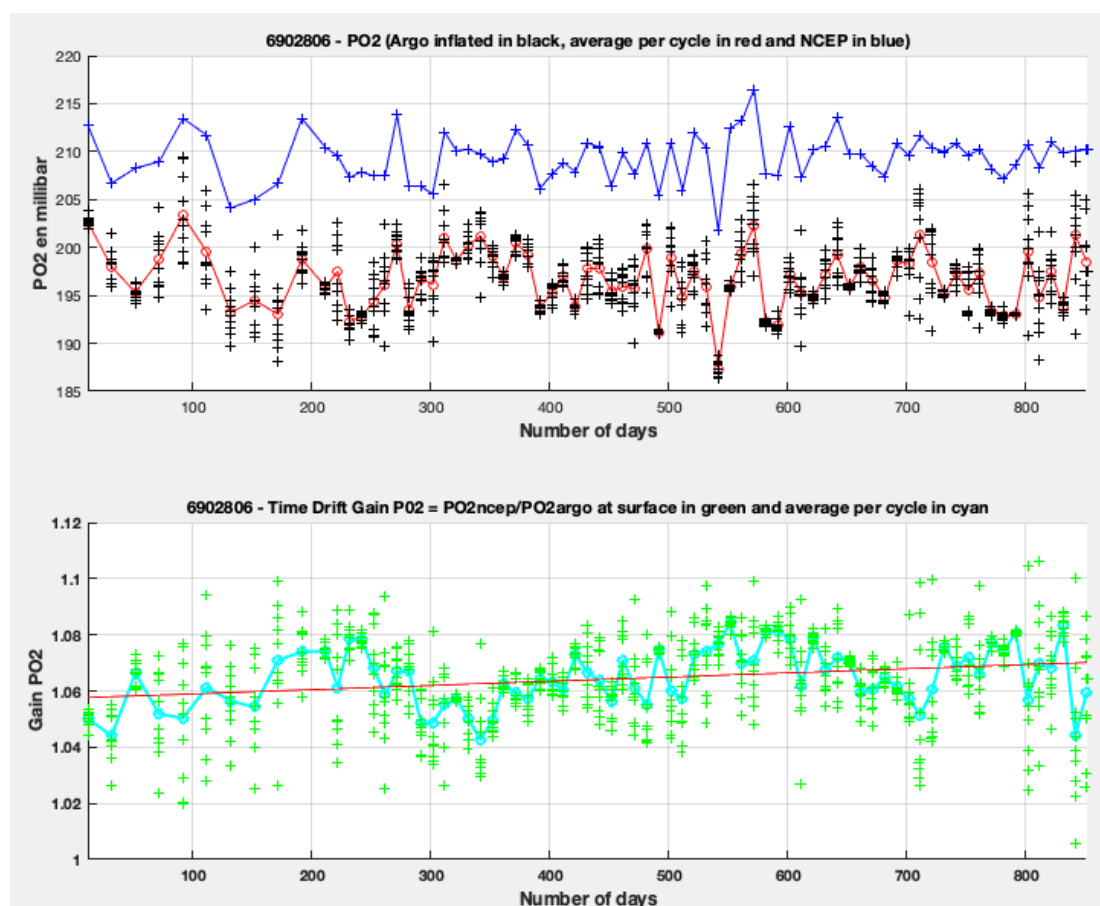 6902806 - PO2 (Argo inflated in black, average per cycle in red and NCEP in blue)
220
215
210
205
200
195
190
185
PO2 en millibar
100 200 300 400 500 600 700 800
Number of days
6902806 - Time Drift Gain P02 = PO2ncep/PO2argo at surface in green and average per cycle in cyan
1.12
1.1
1.08
1.06
1.04
1.02
1
Gain PO2
100 200 300 400 500 600 700 800
Number of days